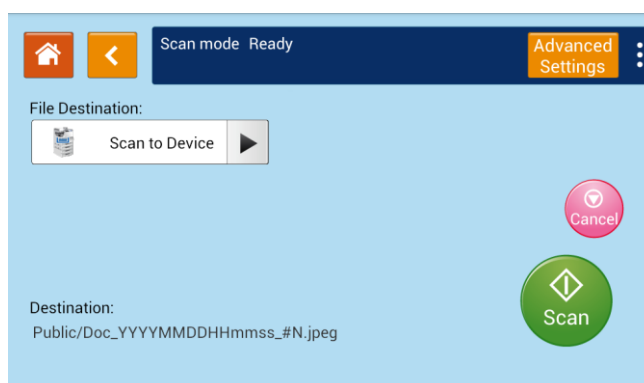 Scan mode Ready
Advanced
Settings
File Destination:
Scan to Device
Cancel
Scan
Destination:
Public/Doc_YYYYMMDDHHmmss_#N.jpeg